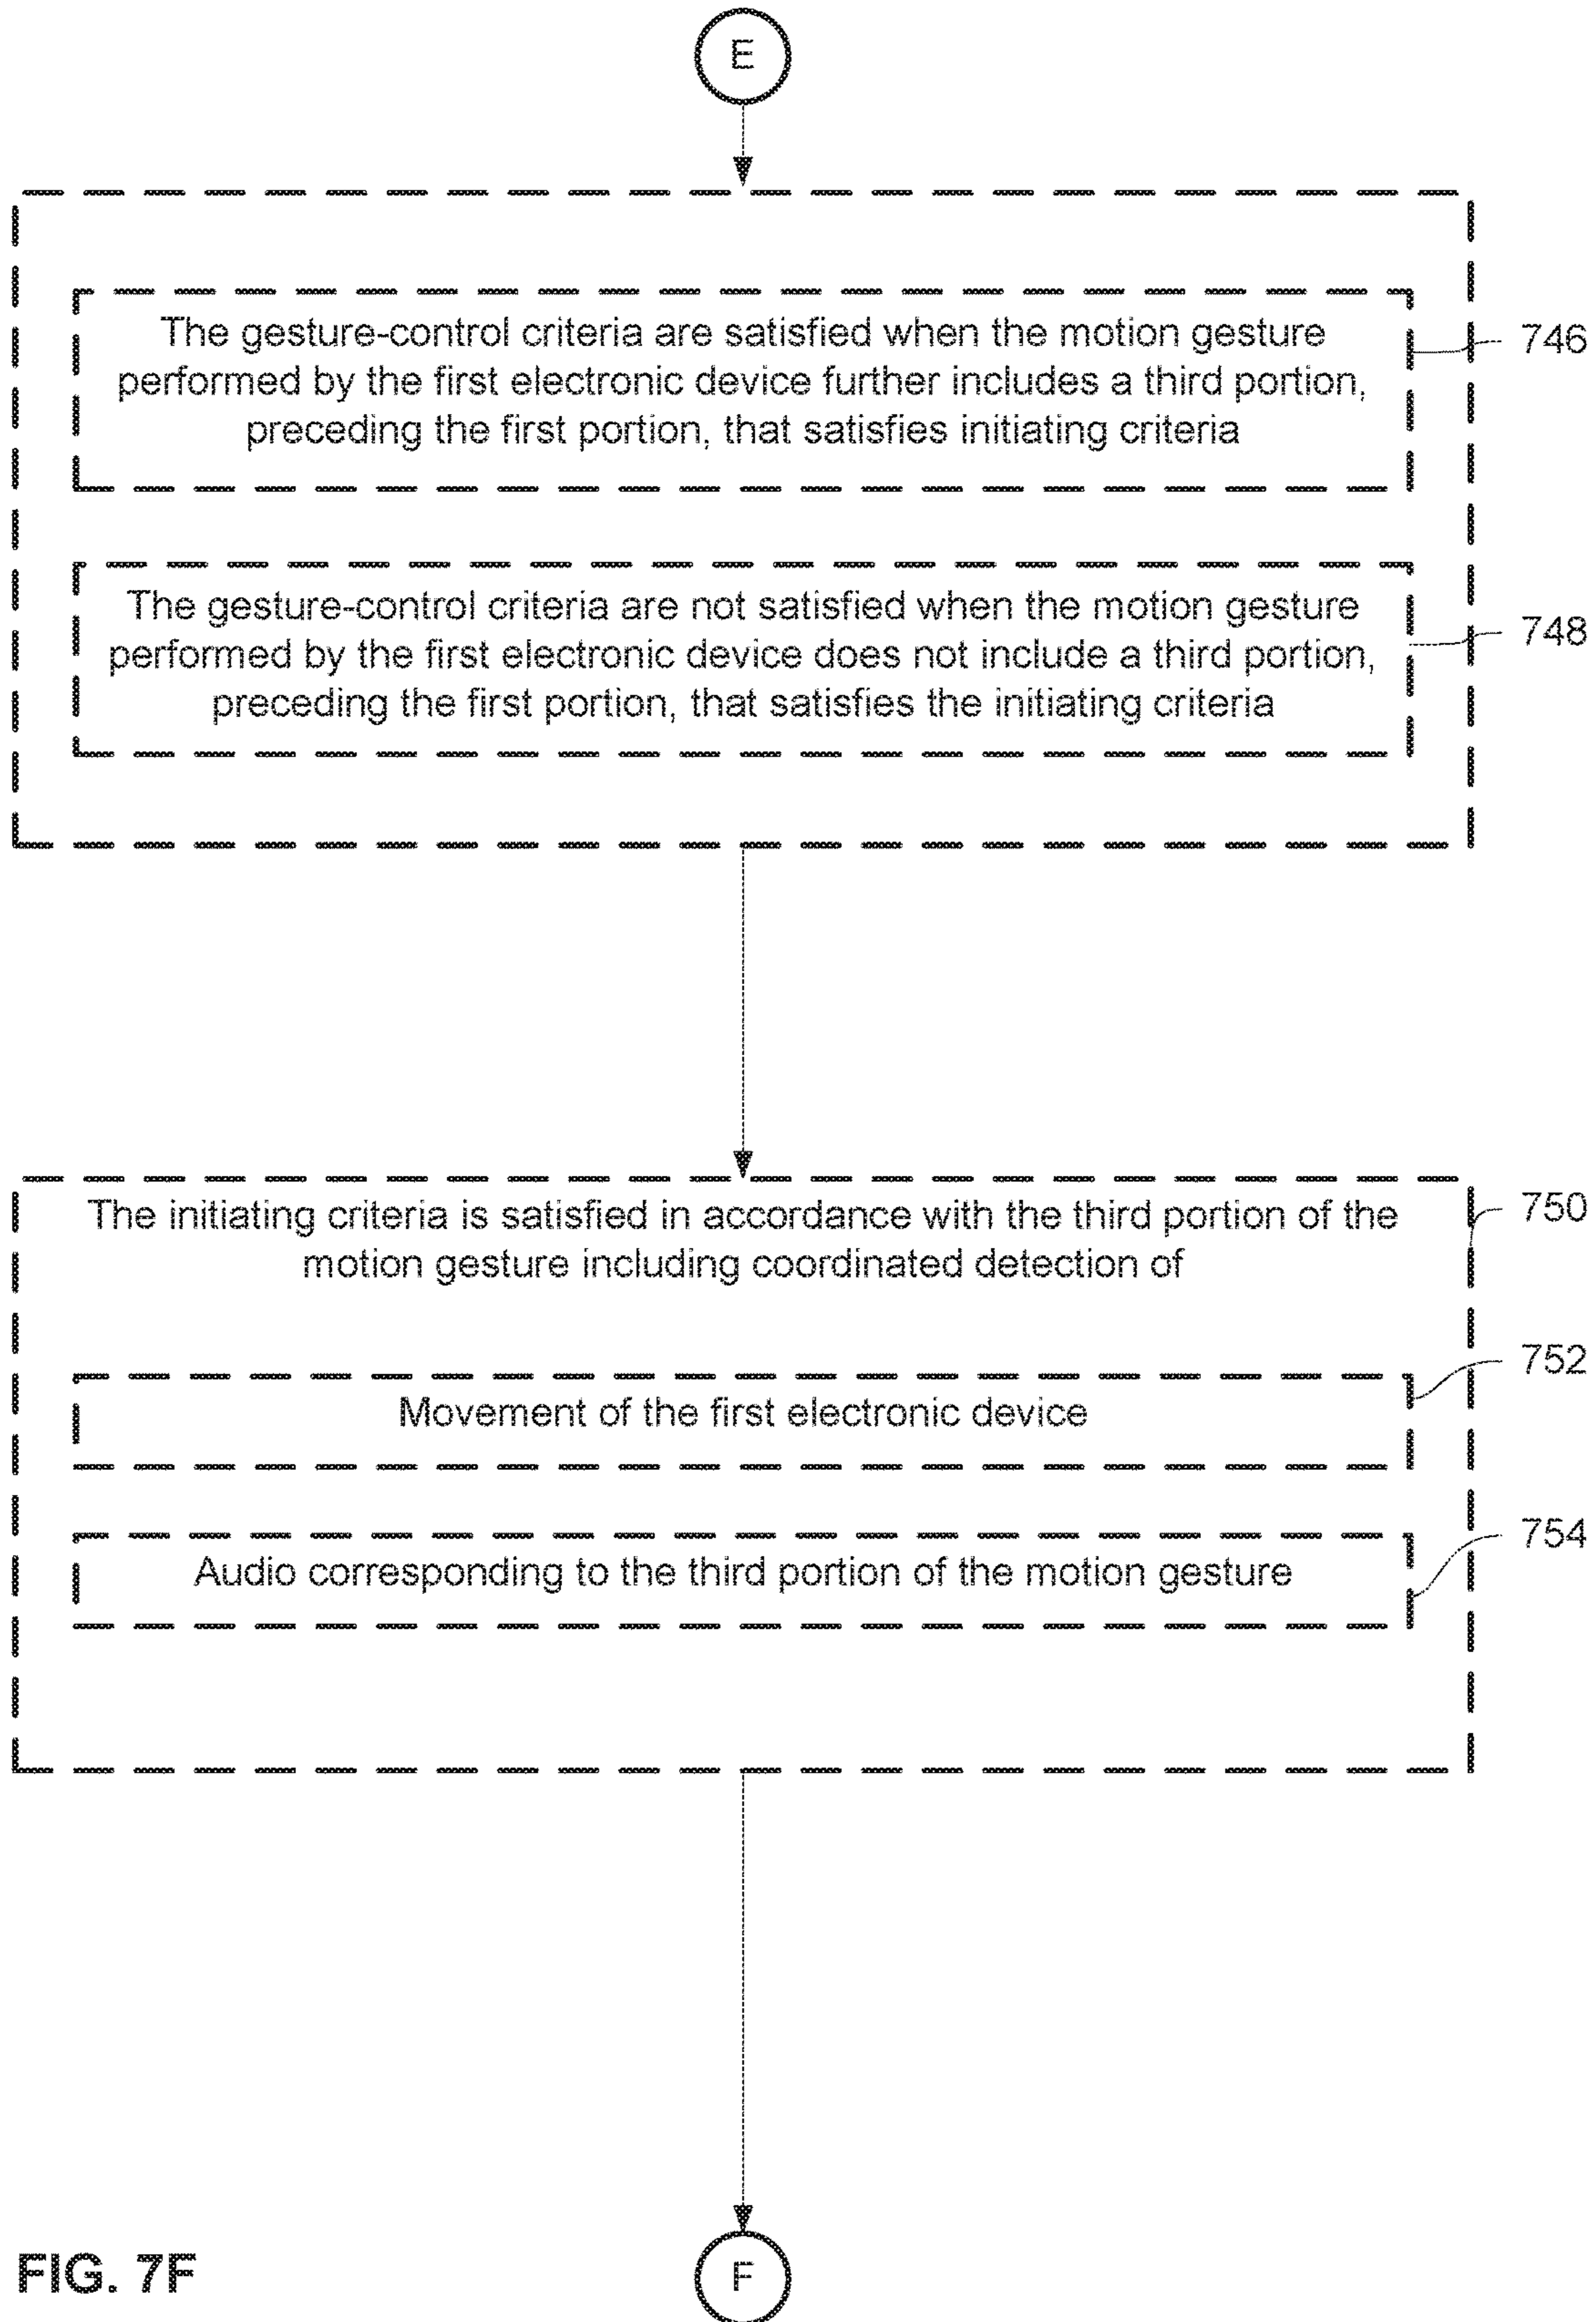 E
The gesture-control criteria are satisfied when the motion gesture
performed by the first electronic device further includes a third portion,
preceding the first portion, that satisfies initiating criteria
746
The gesture-control criteria are not satisfied when the motion gesture
performed by the first electronic device does not include a third portion,
preceding the first portion, that satisfies the initiating criteria
748
The initiating criteria is satisfied in accordance with the third portion of the
motion gesture including coordinated detection of
750
Movement of the first electronic device
752
Audio corresponding to the third portion of the motion gesture
754
FIG. 7F
F